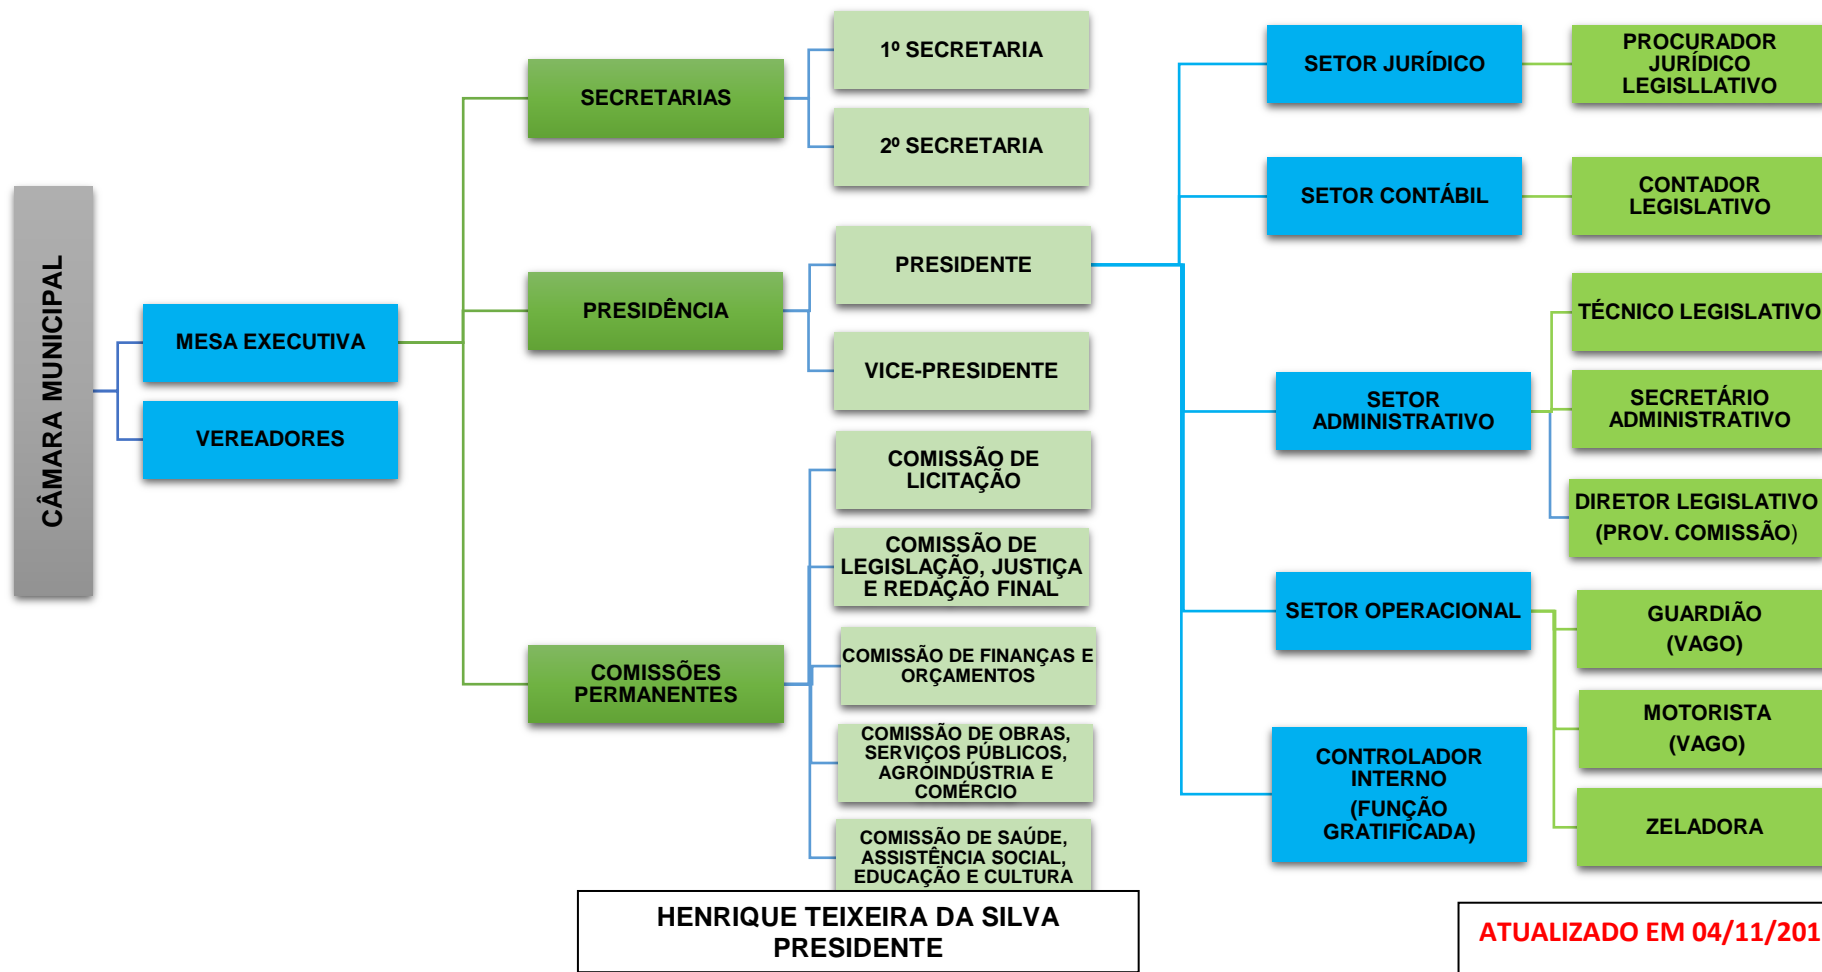 CÂMARA MUNICIPAL
MESA EXECUTIVA
VEREADORES
SECRETARIAS
PRESIDÊNCIA
COMISSÕES
PERMANENTES
1º SECRETARIA
2º SECRETARIA
PRESIDENTE
VICE-PRESIDENTE
COMISSÃO DE
LICITAÇÃO
COMISSÃO DE
LEGISLAÇÃO, JUSTIÇA
E REDAÇÃO FINAL
COMISSÃO DE FINANÇAS E
ORÇAMENTOS
COMISSÃO DE OBRAS,
SERVIÇOS PÚBLICOS,
AGROINDÚSTRIA E
COMÉRCIO
COMISSÃO DE SAÚDE,
ASSISTÊNCIA SOCIAL,
EDUCAÇÃO E CULTURA
SETOR JURÍDICO
SETOR CONTÁBIL
SETOR
ADMINISTRATIVO
SETOR OPERACIONAL
CONTROLADOR
INTERNO
(FUNÇÃO
GRATIFICADA)
PROCURADOR
JURÍDICO
LEGISLLATIVO
CONTADOR
LEGISLATIVO
TÉCNICO LEGISLATIVO
SECRETÁRIO
ADMINISTRATIVO
DIRETOR LEGISLATIVO
(PROV. COMISSÃO)
GUARDIÃO
(VAGO)
MOTORISTA
(VAGO)
ZELADORA
HENRIQUE TEIXEIRA DA SILVA
PRESIDENTE
ATUALIZADO EM 04/11/201